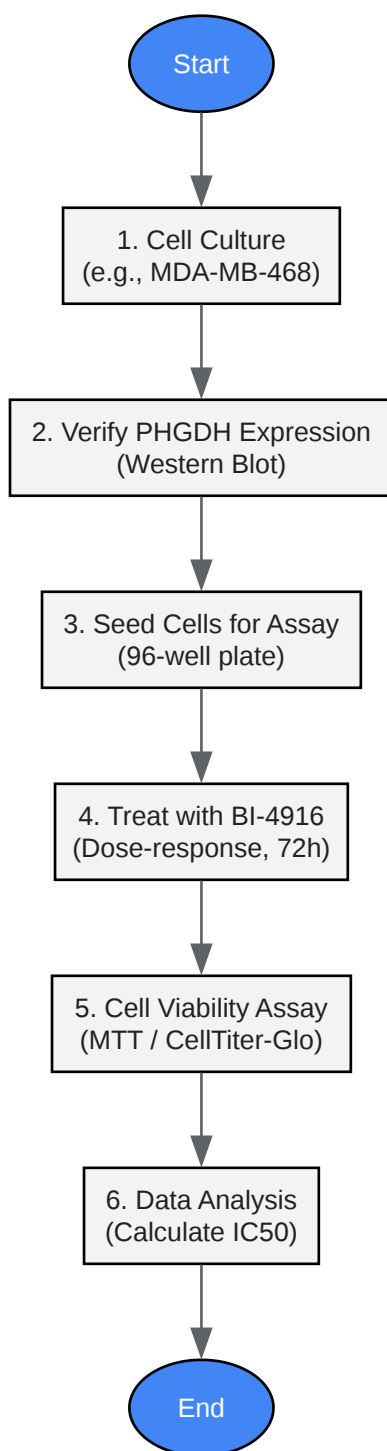 Start
1. Cell Culture
(e.g., MDA-MB-468)
2. Verify PHGDH Expression
(Western Blot)
3. Seed Cells for Assay
(96-well plate)
4. Treat with BI-4916
(Dose-response, 72h)
5. Cell Viability Assay
(MTT / CellTiter-Glo)
6. Data Analysis
(Calculate IC50)
End